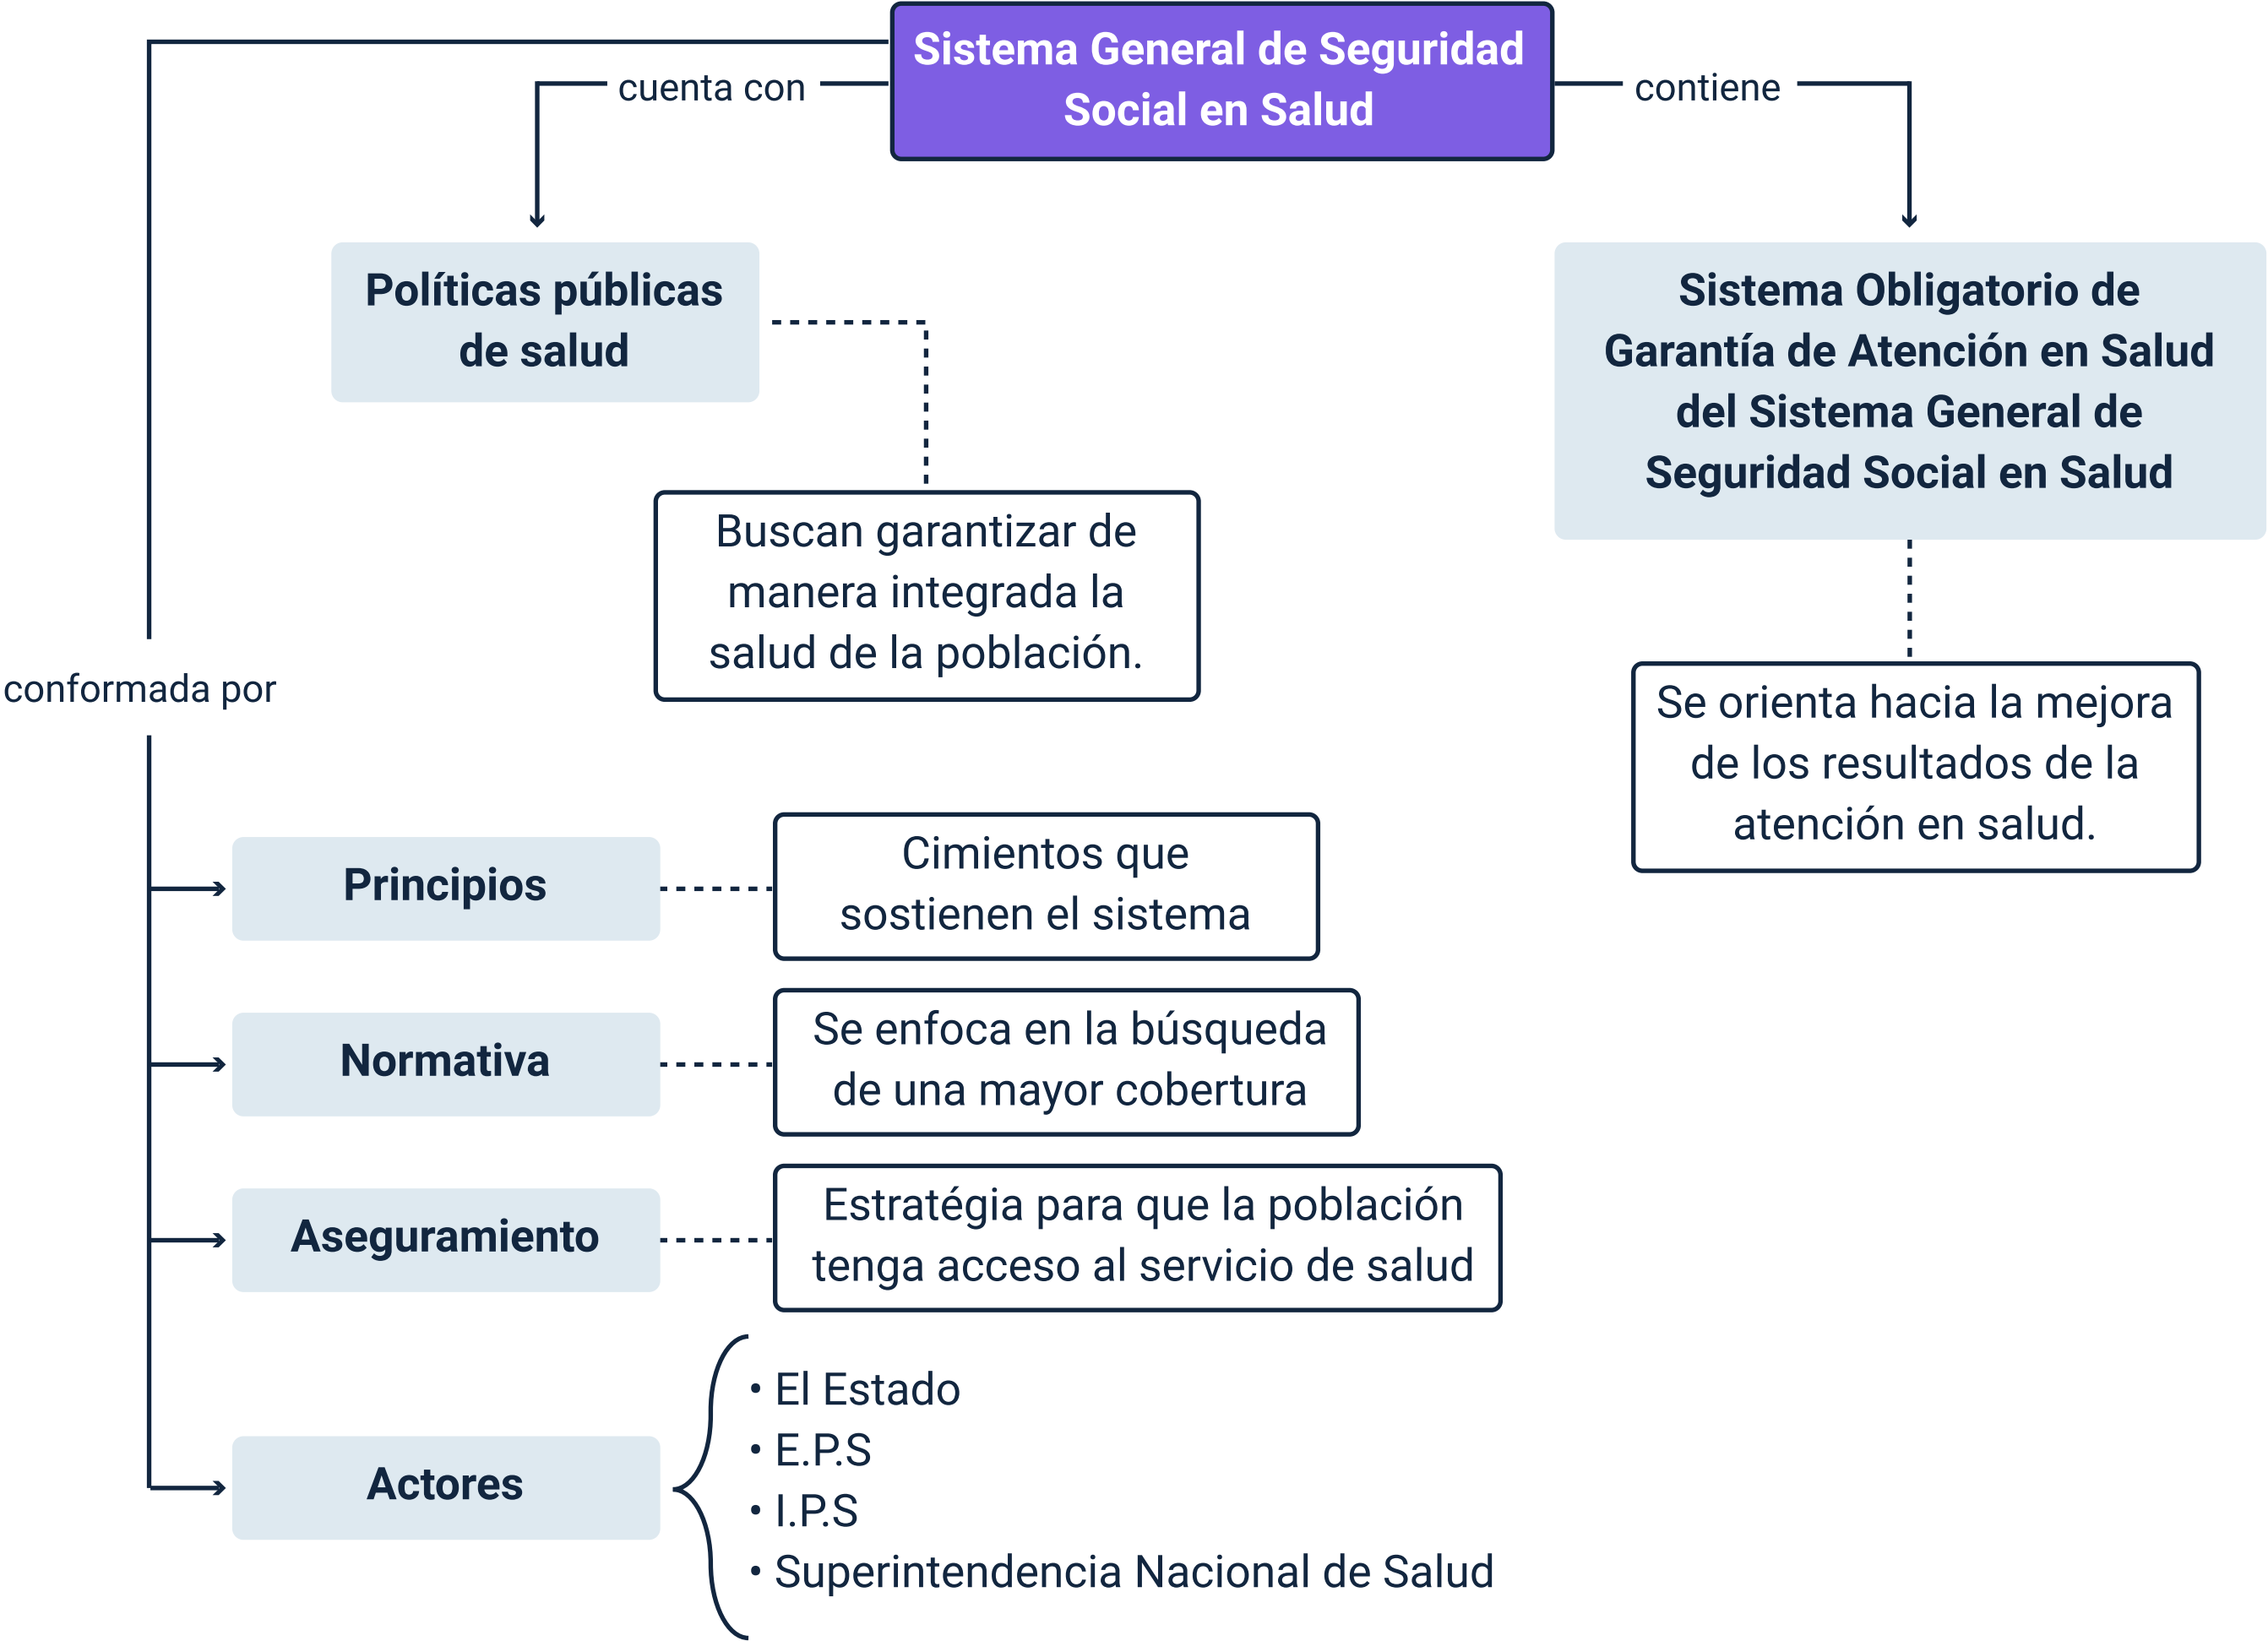 Sistema General de Seguridad
Social en Salud
cuenta con
contiene
Políticas públicas
de salud
Sistema Obligatorio de
Garantía de Atención en Salud
del Sistema General de
Seguridad Social en Salud
Buscan garantizar de
manera integrada la
salud de la población.
conformada por
Se orienta hacia la mejora
de los resultados de la
atención en salud.
Principios
Cimientos que
sostienen el sistema
Normativa
Se enfoca en la búsqueda
de una mayor cobertura
Aseguramiento
Estratégia para que la población
tenga acceso al servicio de salud
Actores
• El Estado
• E.P.S
• I.P.S
• Superintendencia Nacional de Salud